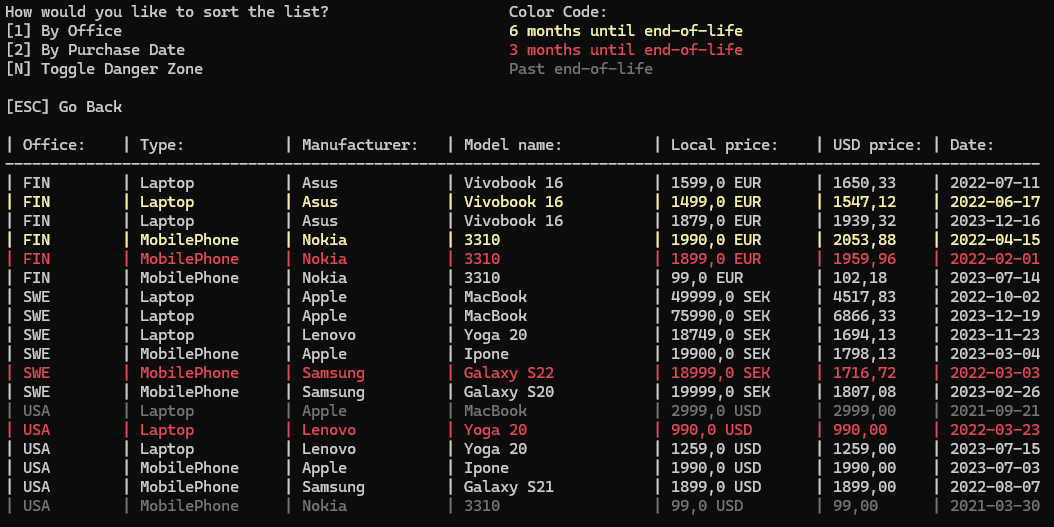 How would you like to sort the list? Color Code:
[1] By Office 6 months until end-of-life
[2] By Purchase Date 3 months until end-of-life
[N] Toggle Danger Zone Past end-of-life
[ESC] Go Back
| Office: | Type: | Manufacturer: | Model name: | Local price: | USD price: | Date:
| FIN | Laptop | Asus | Vivobook 16 | 1599,0 EUR | 1650,33 | 2022-07-11
| FIN | Laptop | Asus | Vivobook 16 | 1499,0 EUR | 1547,12 | 2022-06-17
| FIN | Laptop | Asus | Vivobook 16 | 1879,0 EUR | 1939,32 | 2023-12-16
| FIN | MobilePhone | Nokia | 3310 | 1990,0 EUR | 2053,88 | 2022-04-15
| FIN | MobilePhone | Nokia | 3310 | 1899,0 EUR | 1959,96 | 2022-02-01
| FIN | MobilePhone | Nokia | 3310 | 99,0 EUR | 102,18 | 2023-07-14
| SWE | Laptop | Apple | MacBook | 49999,0 SEK | 4517,83 | 2022-10-02
| SWE | Laptop | Apple | MacBook | 75990,0 SEK | 6866,33 | 2023-12-19
| SWE | Laptop | Lenovo | Yoga 20 | 18749,0 SEK | 1694,13 | 2023-11-23
| SWE | MobilePhone | Apple | Ipone | 19900,0 SEK | 1798,13 | 2023-03-04
| SWE | MobilePhone | Samsung | Galaxy S22 | 18999,0 SEK | 1716,72 | 2022-03-03
| SWE | MobilePhone | Samsung | Galaxy S20 | 19999,0 SEK | 1807,08 | 2023-02-26
| USA | Laptop | Apple | MacBook | 2999,0 USD | 2999,00 | 2021-09-21
| USA | Laptop | Lenovo | Yoga 20 | 990,0 USD | 990,00 | 2022-03-23
| USA | Laptop | Lenovo | Yoga 20 | 1259,0 USD | 1259,00 | 2023-07-15
| USA | MobilePhone | Apple | Ipone | 1990,0 USD | 1990,00 | 2023-07-03
| USA | MobilePhone | Samsung | Galaxy S21 | 1899,0 USD | 1899,00 | 2022-08-07
| USA | MobilePhone | Nokia | 3310 | 99,0 USD | 99,00 | 2021-03-30